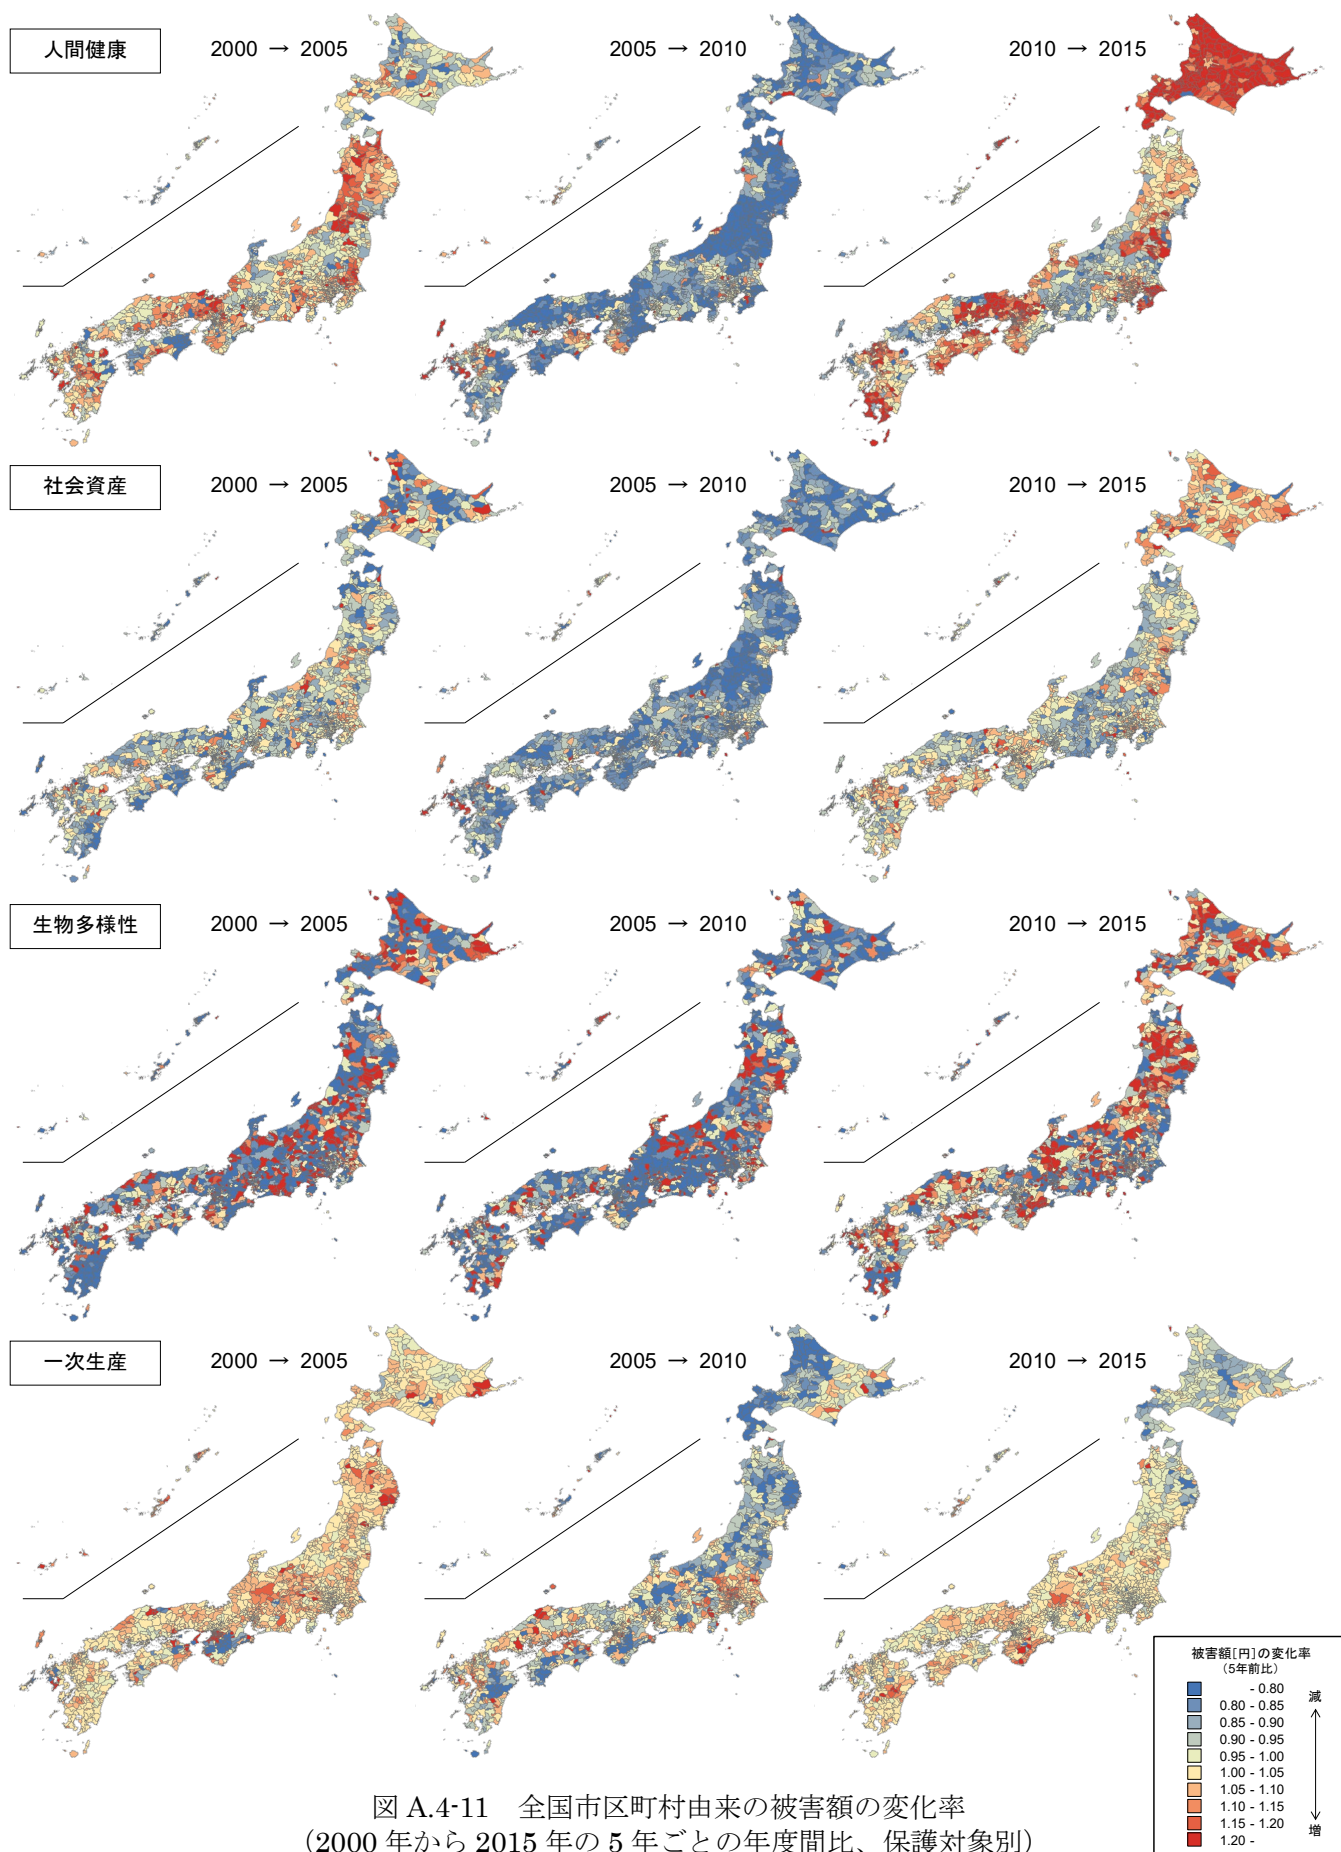 人間健康
2000 → 2005
2005 → 2010
2010 → 2015
社会資産
2000 → 2005
2005 → 2010
2010 → 2015
生物多様性
2000 → 2005
2005 → 2010
2010 → 2015
一次生産
2000 → 2005
2005 → 2010
2010 → 2015
被害額[円]の変化率
（5年前比）
- 0.80
0.80 - 0.85
0.85 - 0.90
0.90 - 0.95
0.95 - 1.00
1.00 - 1.05
1.05 - 1.10
1.10 - 1.15
1.15 - 1.20
1.20 -
減
増
図 A.4-11　全国市区町村由来の被害額の変化率
（2000 年から 2015 年の 5 年ごとの年度間比、保護対象別）